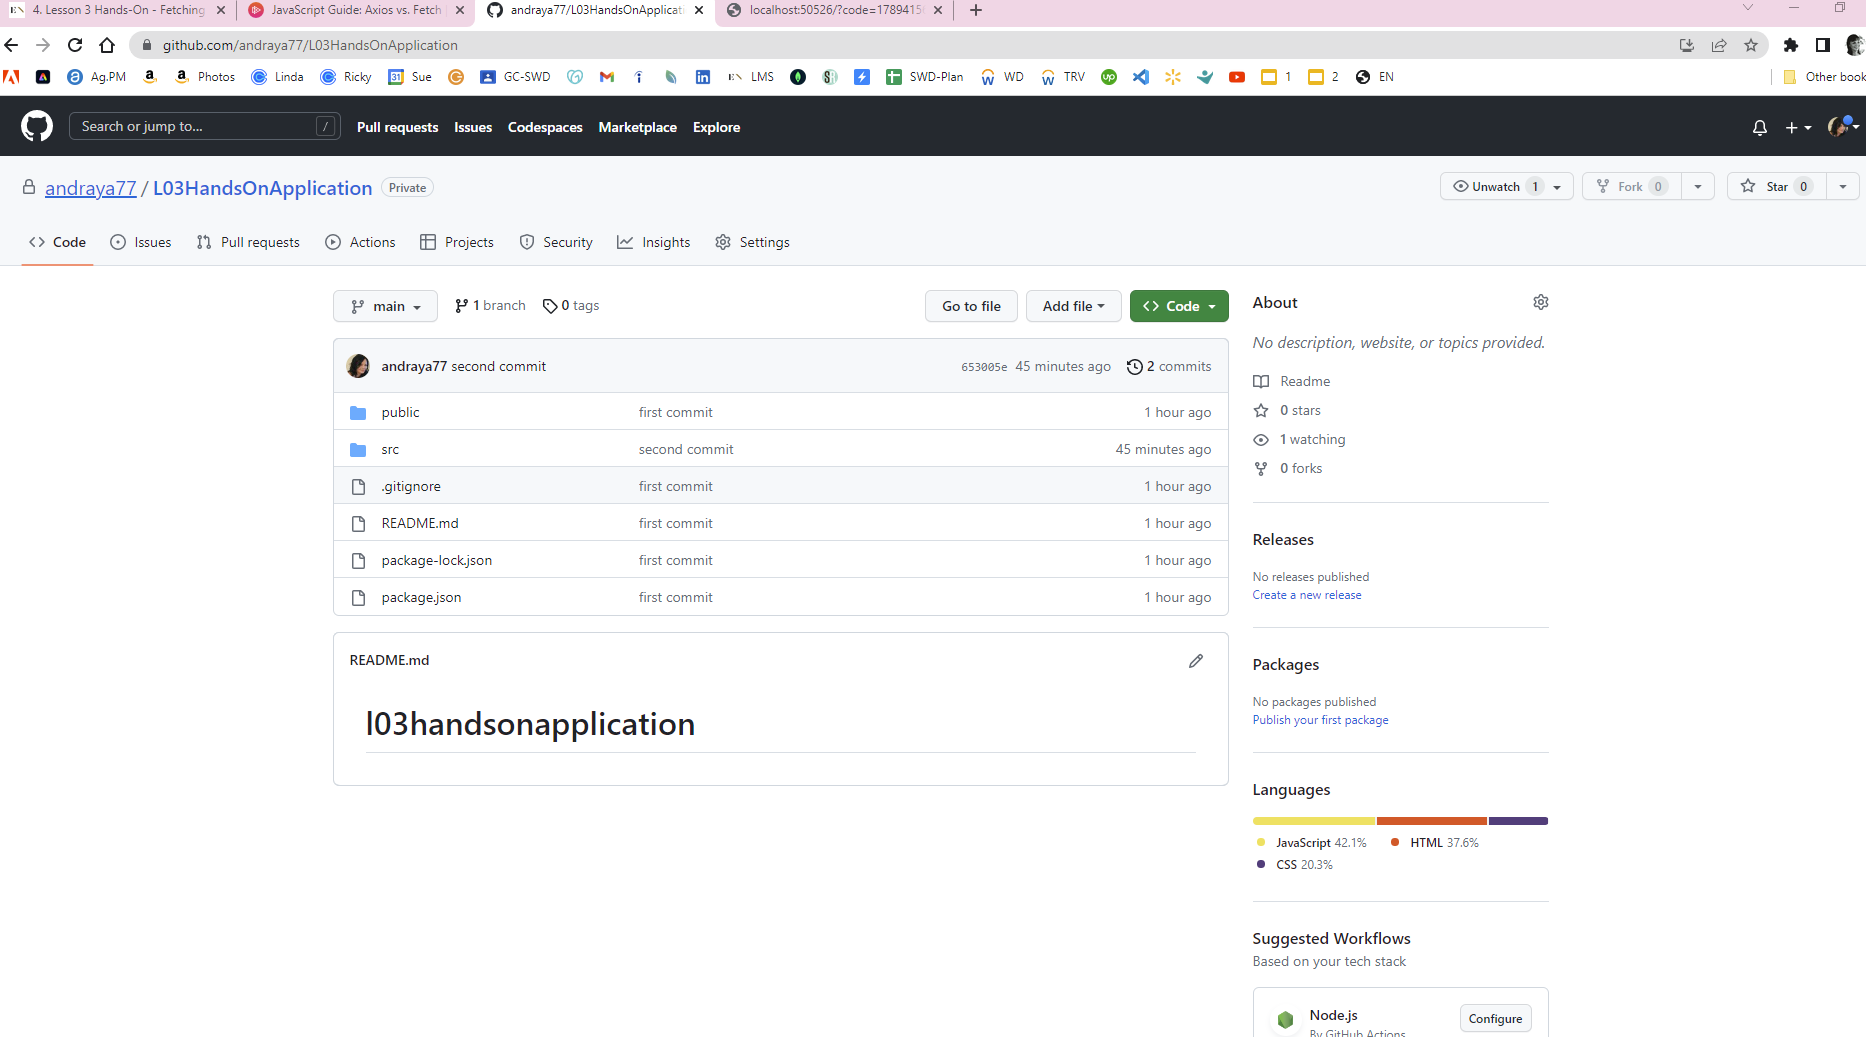 4. Lesson 3 Hands-On - Fetching
JavaScript Guide: Axios vs. Fetch
andraya77/L03HandsOnApplicati
localhost:50526/?code=1789415
github.com/andraya77/L03HandsOnApplication
Ag.PM Photos Linda Ricky 31 Sue GC-SWD LMS SWD-Plan WD TRV up 1 2 EN Other book
Search or jump to... / Pull requests Issues Codespaces Marketplace Explore
andraya77 / L03HandsOnApplication Private
Unwatch 1 Fork 0 Star 0
Code Issues Pull requests Actions Projects Security Insights Settings
main 1 branch 0 tags Go to file Add file Code
andraya77 second commit 653005e 45 minutes ago 2 commits
public first commit 1 hour ago
src second commit 45 minutes ago
.gitignore first commit 1 hour ago
README.md first commit 1 hour ago
package-lock.json first commit 1 hour ago
package.json first commit 1 hour ago
README.md
l03handsonapplication
About
No description, website, or topics provided.
Readme
0 stars
1 watching
0 forks
Releases
No releases published
Create a new release
Packages
No packages published
Publish your first package
Languages
JavaScript 42.1% HTML 37.6%
CSS 20.3%
Suggested Workflows
Based on your tech stack
Node.js Configure
By GitHub Actions